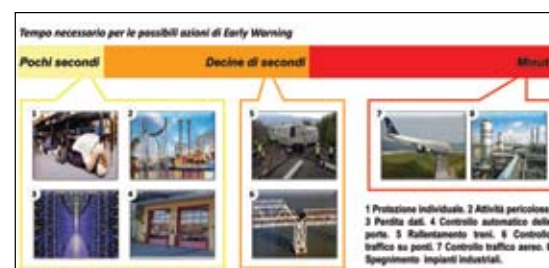 Tempo necessario per le possibili azioni di Early Warning
Pochi secondi
Decine di secondi
Minuti
1
2
5
7
8
3
4
6
1 Protezione individuale. 2 Attività pericolose
3 Perdita dati. 4 Controllo automatico delle
porte. 5 Rallentamento treni. 6 Controllo
traffico su ponti. 7 Controllo traffico aereo.
Spegnimento impianti industriali.